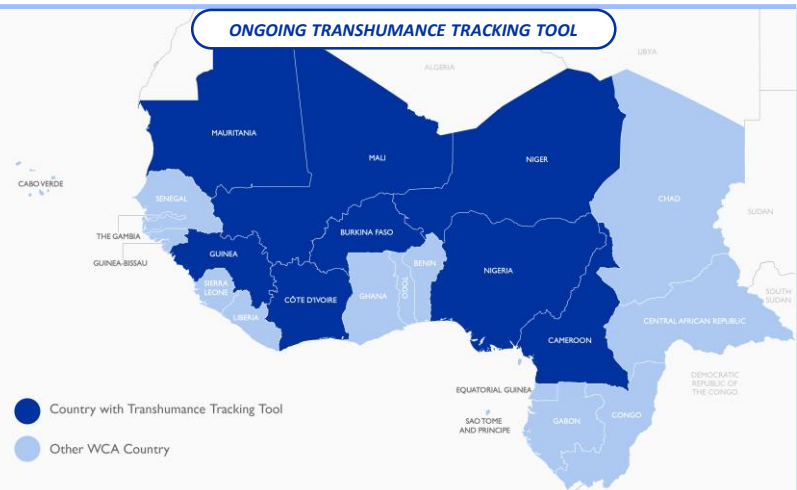 ONGOING TRANSHUMANCE TRACKING TOOL
LIBYA
ALGERIA
MAURITANIA
MALI
NIGER
CABO VERDE
SENEGAL
CHAD
SUDAN
THE GAMBIA
BURKINA FASO
GUINEA-BISSAU
GUINEA
BENIN
NIGERIA
SIERRA
LEONE
CÔTE D'IVOIRE
GHANA
TOGO
SOUTH
SUDAN
LIBERIA
CENTRAL AFRICAN REPUBLIC
CAMEROON
DEMOCRATIC
REPUBLIC OF
THE CONGO
EQUATORIAL GUINEA
Country with Transhumance Tracking Tool
SAO TOME
AND PRINCIPE
GABON
CONGO
Other WCA Country